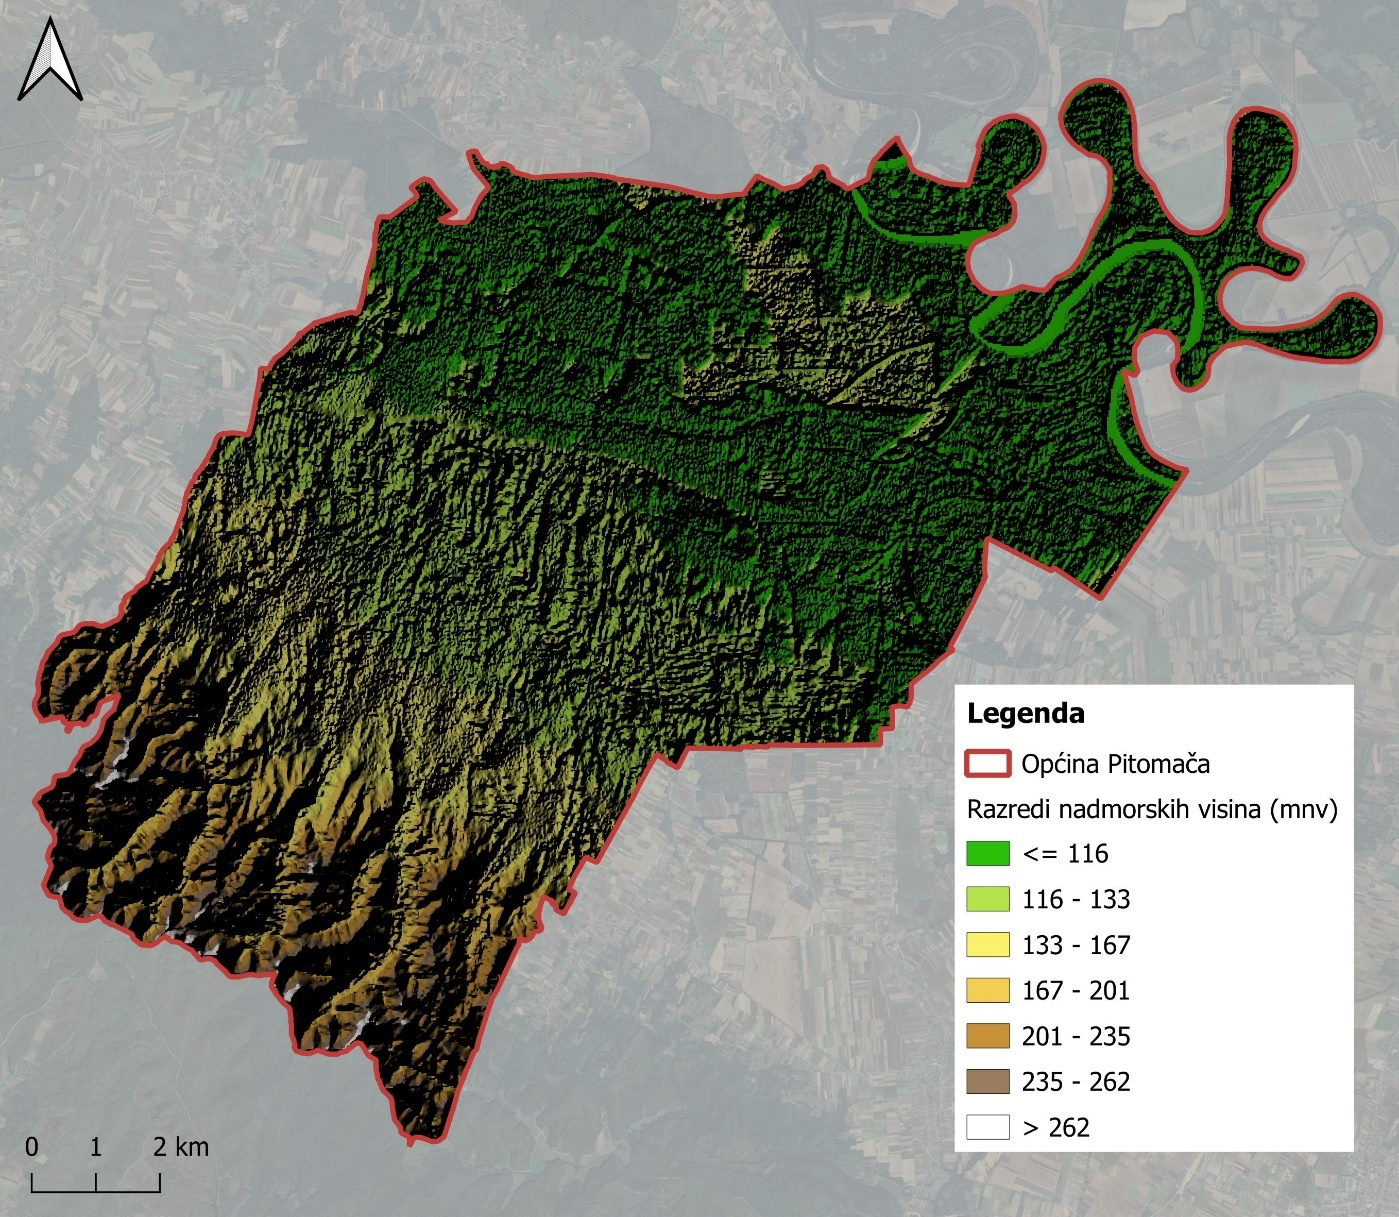 Legenda
Općina Pitomača
Razredi nadmorskih visina (mnv)
<= 116
116 - 133
133 - 167
167 - 201
201 - 235
235 - 262
> 262
0 1 2 km